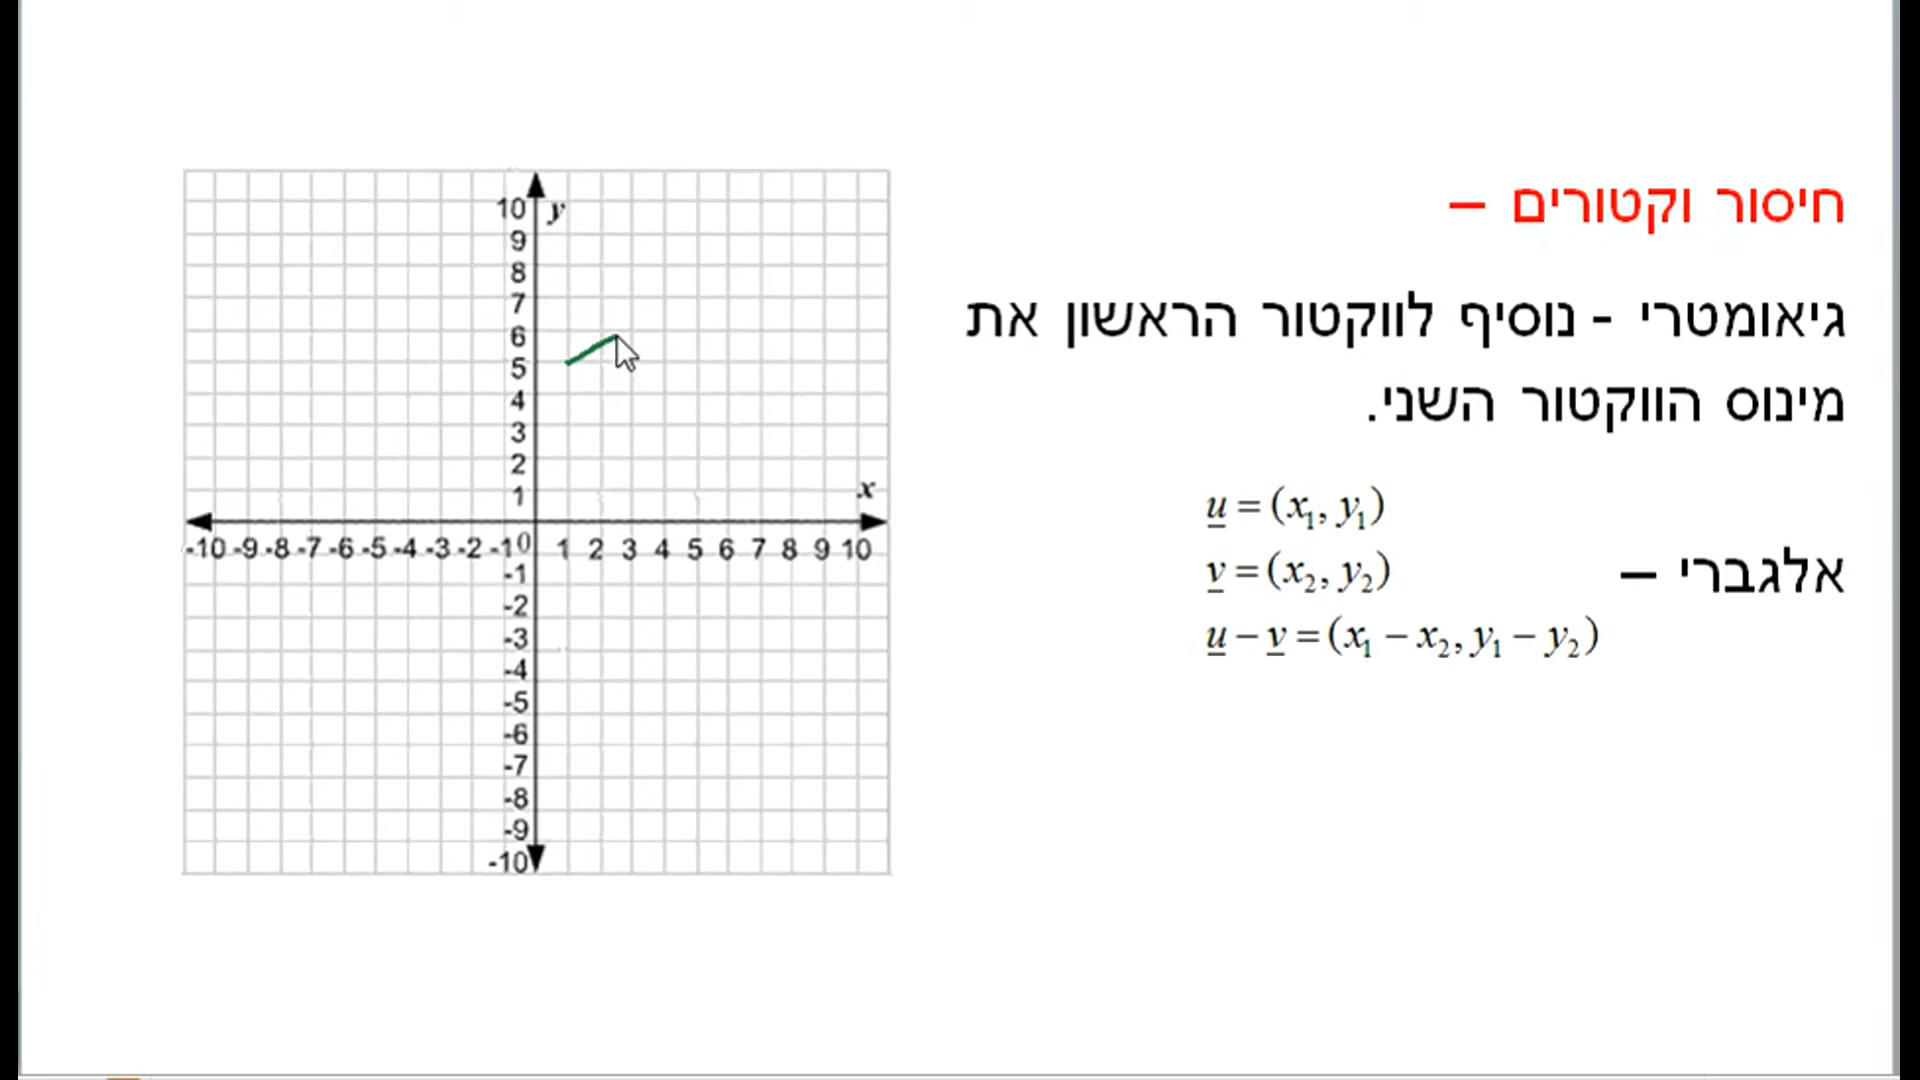 חיסור וקטורים –
גיאומטרי - נוסיף לווקטור הראשון את
מינוס הווקטור השני.
אלגברי –
u = (x₁, y₁)
v = (x₂, y₂)
u – v = (x₁ – x₂, y₁ – y₂)
y
10
9
8
7
6
5
4
3
2
1
x
-10 -9 -8 -7 -6 -5 -4 -3 -2 -1 0 1 2 3 4 5 6 7 8 9 10
-1
-2
-3
-4
-5
-6
-7
-8
-9
-10